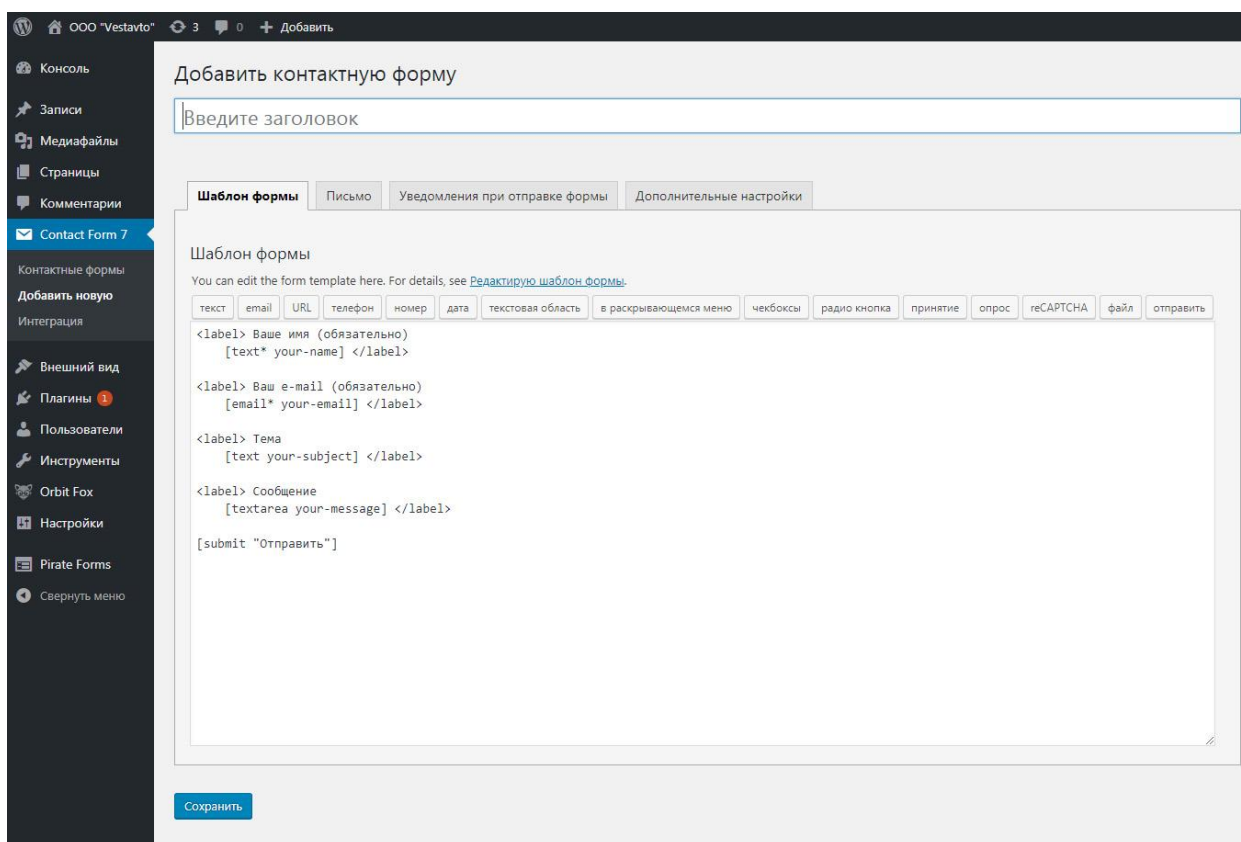 ООО "Vestavto" 3 0 Добавить
Консоль
Записи
Медиафайлы
Страницы
Комментарии
Contact Form 7
Контактные формы
Добавить новую
Интеграция
Внешний вид
Плагины 1
Пользователи
Инструменты
Orbit Fox
Настройки
Pirate Forms
Свернуть меню
Добавить контактную форму
Введите заголовок
Шаблон формы Письмо Уведомления при отправке формы Дополнительные настройки
Шаблон формы
You can edit the form template here. For details, see Редактирую шаблон формы.
текст email URL телефон номер дата текстовая область в раскрывающемся меню чекбоксы радио кнопка принятие опрос reCAPTCHA файл отправить
<label> Ваше имя (обязательно)
[text* your-name] </label>
<label> Ваш e-mail (обязательно)
[email* your-email] </label>
<label> Тема
[text your-subject] </label>
<label> Сообщение
[textarea your-message] </label>
[submit "Отправить"]
Сохранить